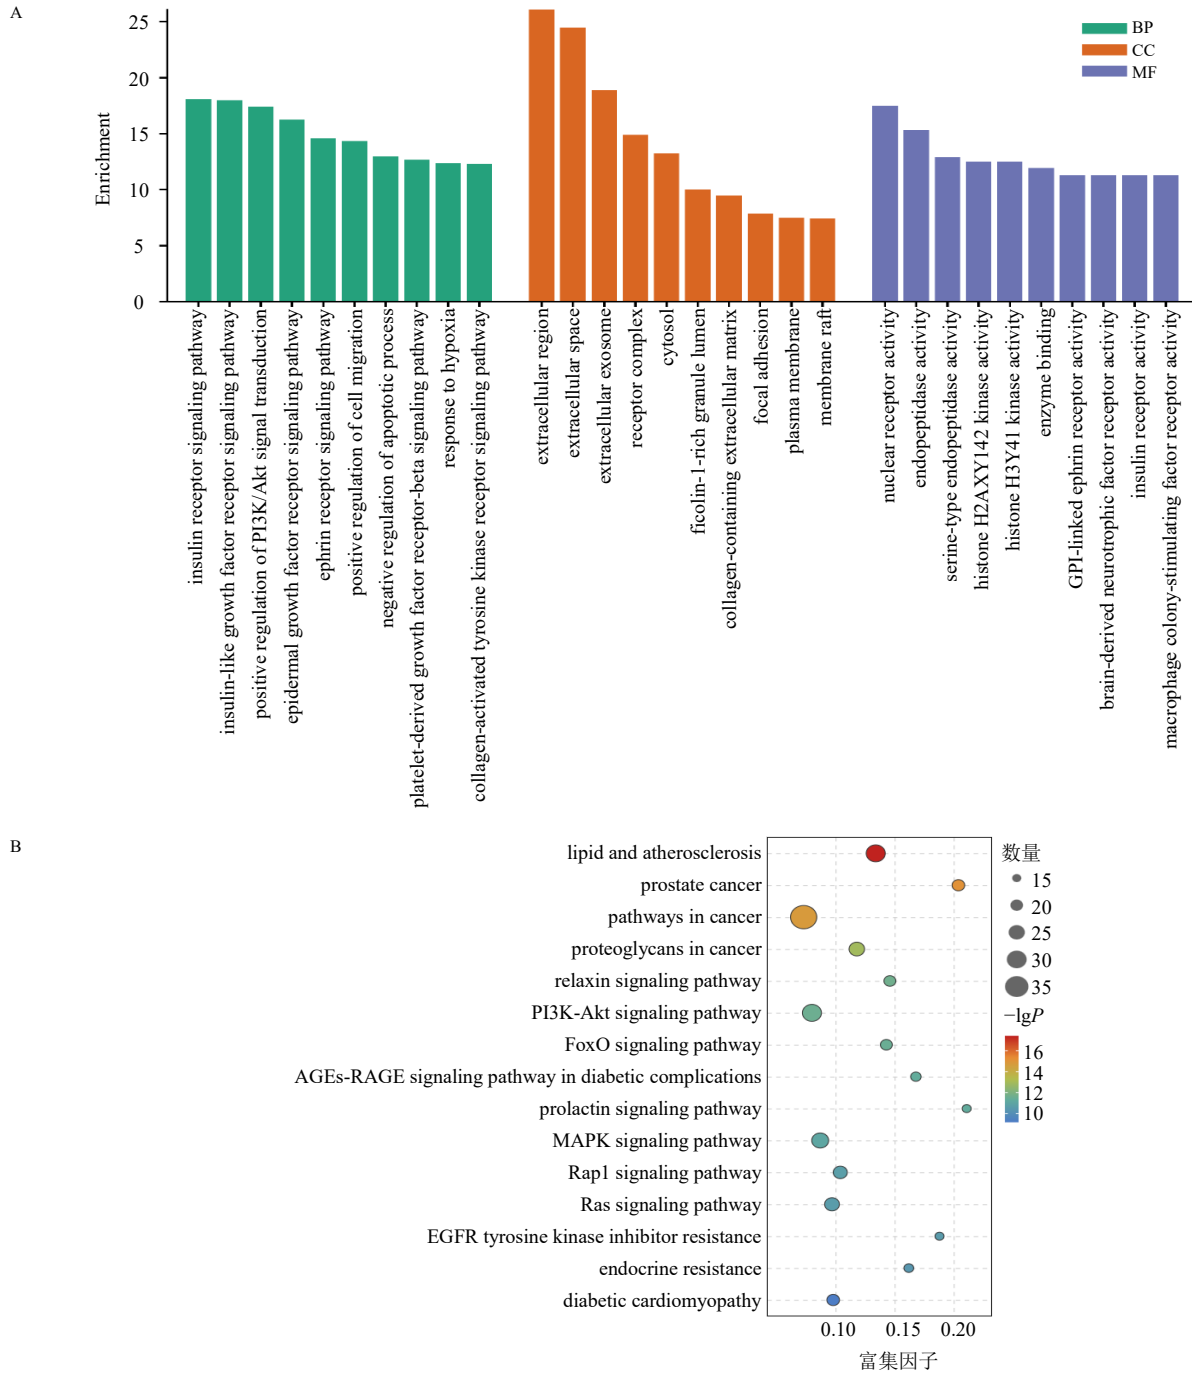 A
25
20
15
10
5
0
Enrichment
BP
CC
MF
insulin receptor signaling pathway
insulin-like growth factor receptor signaling pathway
positive regulation of PI3K/Akt signal transduction
epidermal growth factor receptor signaling pathway
ephrin receptor signaling pathway
positive regulation of cell migration
negative regulation of apoptotic process
platelet-derived growth factor receptor-beta signaling pathway
response to hypoxia
collagen-activated tyrosine kinase receptor signaling pathway
extracellular region
extracellular space
extracellular exosome
receptor complex
cytosol
ficolin-1-rich granule lumen
collagen-containing extracellular matrix
focal adhesion
plasma membrane
membrane raft
nuclear receptor activity
endopeptidase activity
serine-type endopeptidase activity
histone H2AXY142 kinase activity
histone H3Y41 kinase activity
enzyme binding
GPI-linked ephrin receptor activity
brain-derived neurotrophic factor receptor activity
insulin receptor activity
macrophage colony-stimulating factor receptor activity
B
lipid and atherosclerosis
prostate cancer
pathways in cancer
proteoglycans in cancer
relaxin signaling pathway
PI3K-Akt signaling pathway
FoxO signaling pathway
AGEs-RAGE signaling pathway in diabetic complications
prolactin signaling pathway
MAPK signaling pathway
Rap1 signaling pathway
Ras signaling pathway
EGFR tyrosine kinase inhibitor resistance
endocrine resistance
diabetic cardiomyopathy
0.10 0.15 0.20
富集因子
数量
15
20
25
30
35
−lgP
16
14
12
10